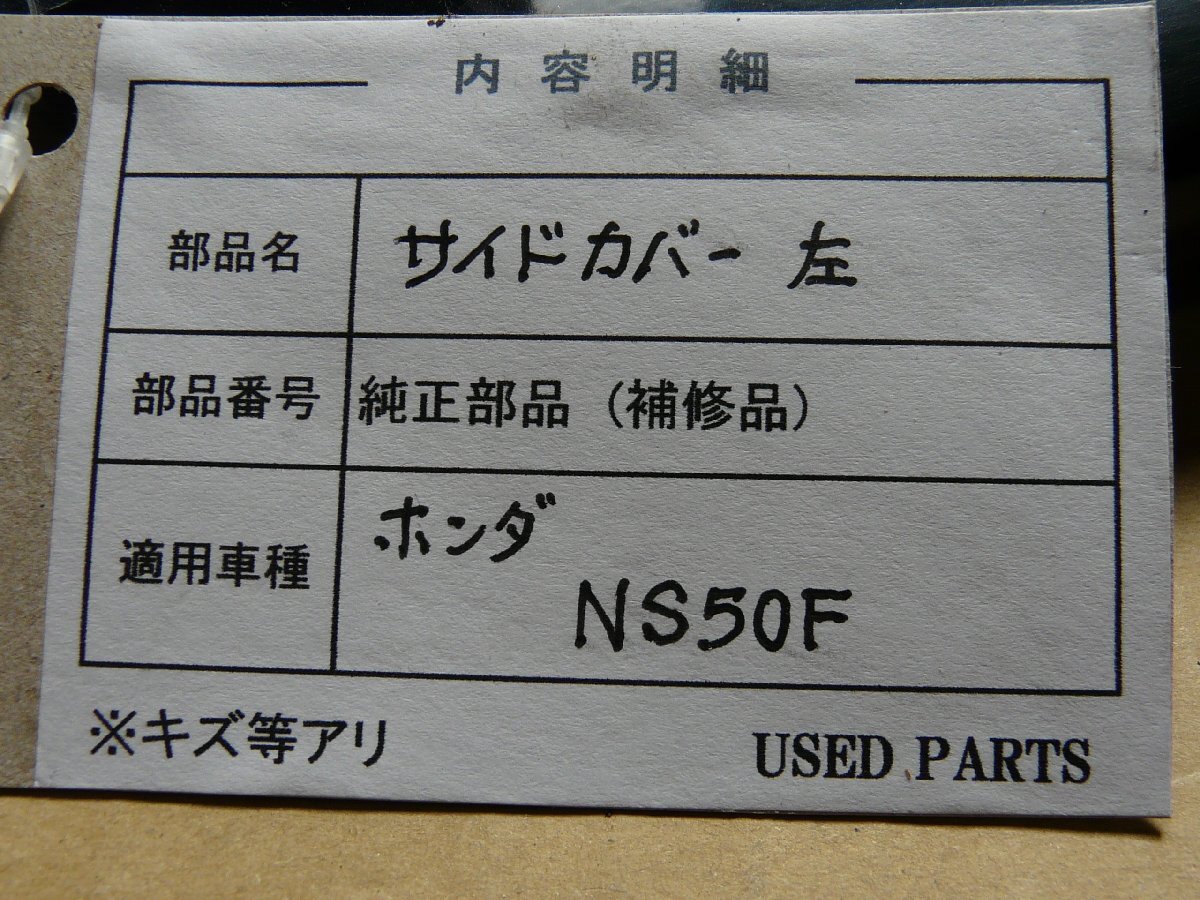 内容明細
部品名 サイドカバー 左
部品番号 純正部品（補修品）
適用車種 ホンダ
NS50F
※キズ等アリ USED PARTS